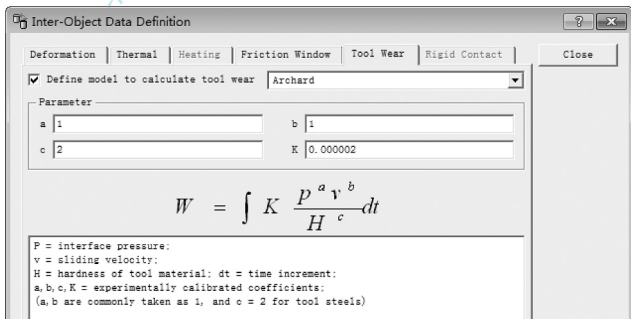 Inter-Object Data Definition
Deformation Thermal Heating Friction Window Tool Wear Rigid Contact Close
Define model to calculate tool wear Archard
Parameter
a 1 b 1
c 2 K 0.000002
W = ∫ K p^a v^b / H^c dt
P = interface pressure;
v = sliding velocity;
H = hardness of tool material; dt = time increment;
a,b,c,K = experimentally calibrated coefficients;
(a,b are commonly taken as 1, and c = 2 for tool steels)